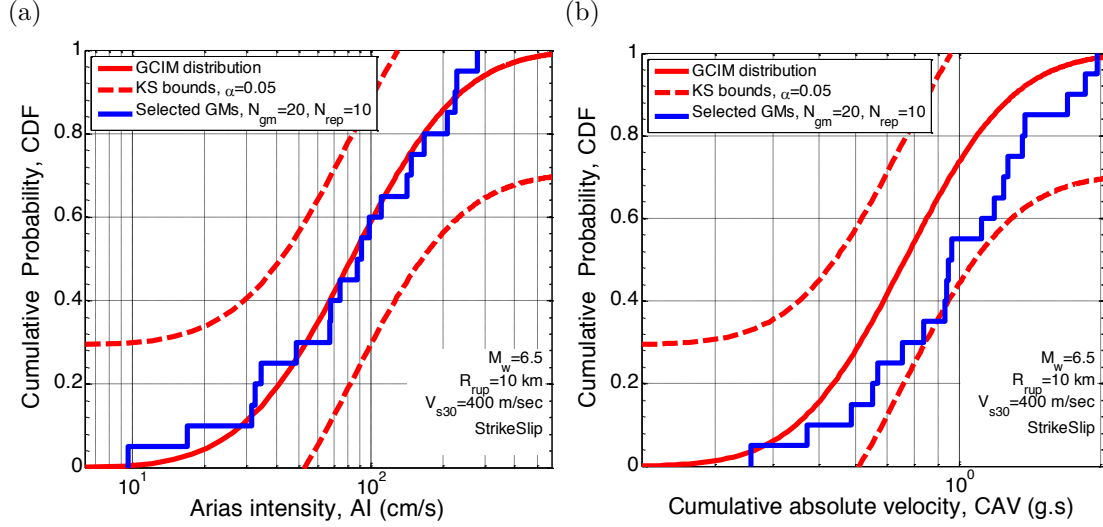 (a)
1
0.8
0.6
0.4
0.2
0
Cumulative Probability, CDF
GCIM distribution
KS bounds, α=0.05
Selected GMs, N_gm=20, N_rep=10
M_w=6.5
R_rup=10 km
V_s30=400 m/sec
StrikeSlip
10^1
10^2
Arias intensity, AI (cm/s)
(b)
1
0.8
0.6
0.4
0.2
0
Cumulative Probability, CDF
GCIM distribution
KS bounds, α=0.05
Selected GMs, N_gm=20, N_rep=10
M_w=6.5
R_rup=10 km
V_s30=400 m/sec
StrikeSlip
10^0
Cumulative absolute velocity, CAV (g.s)